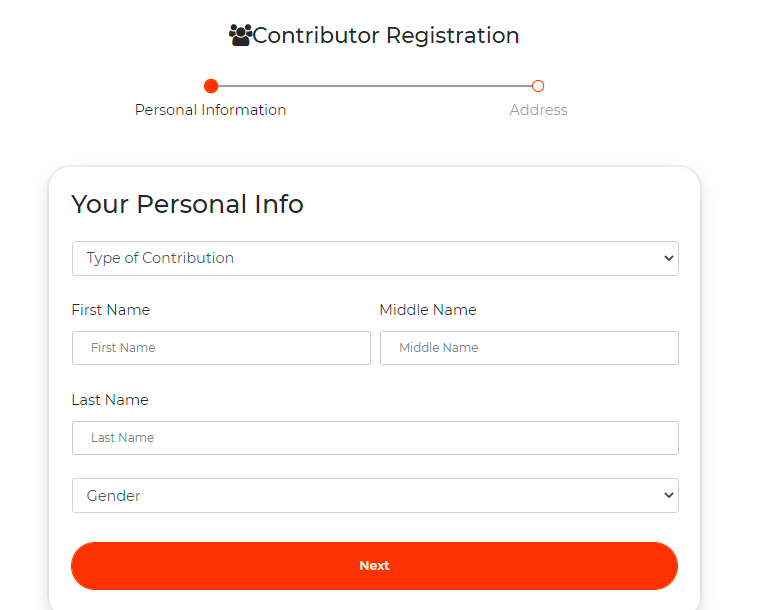 Contributor Registration
Personal Information Address
Your Personal Info
Type of Contribution
First Name Middle Name
First Name Middle Name
Last Name
Last Name
Gender
Next